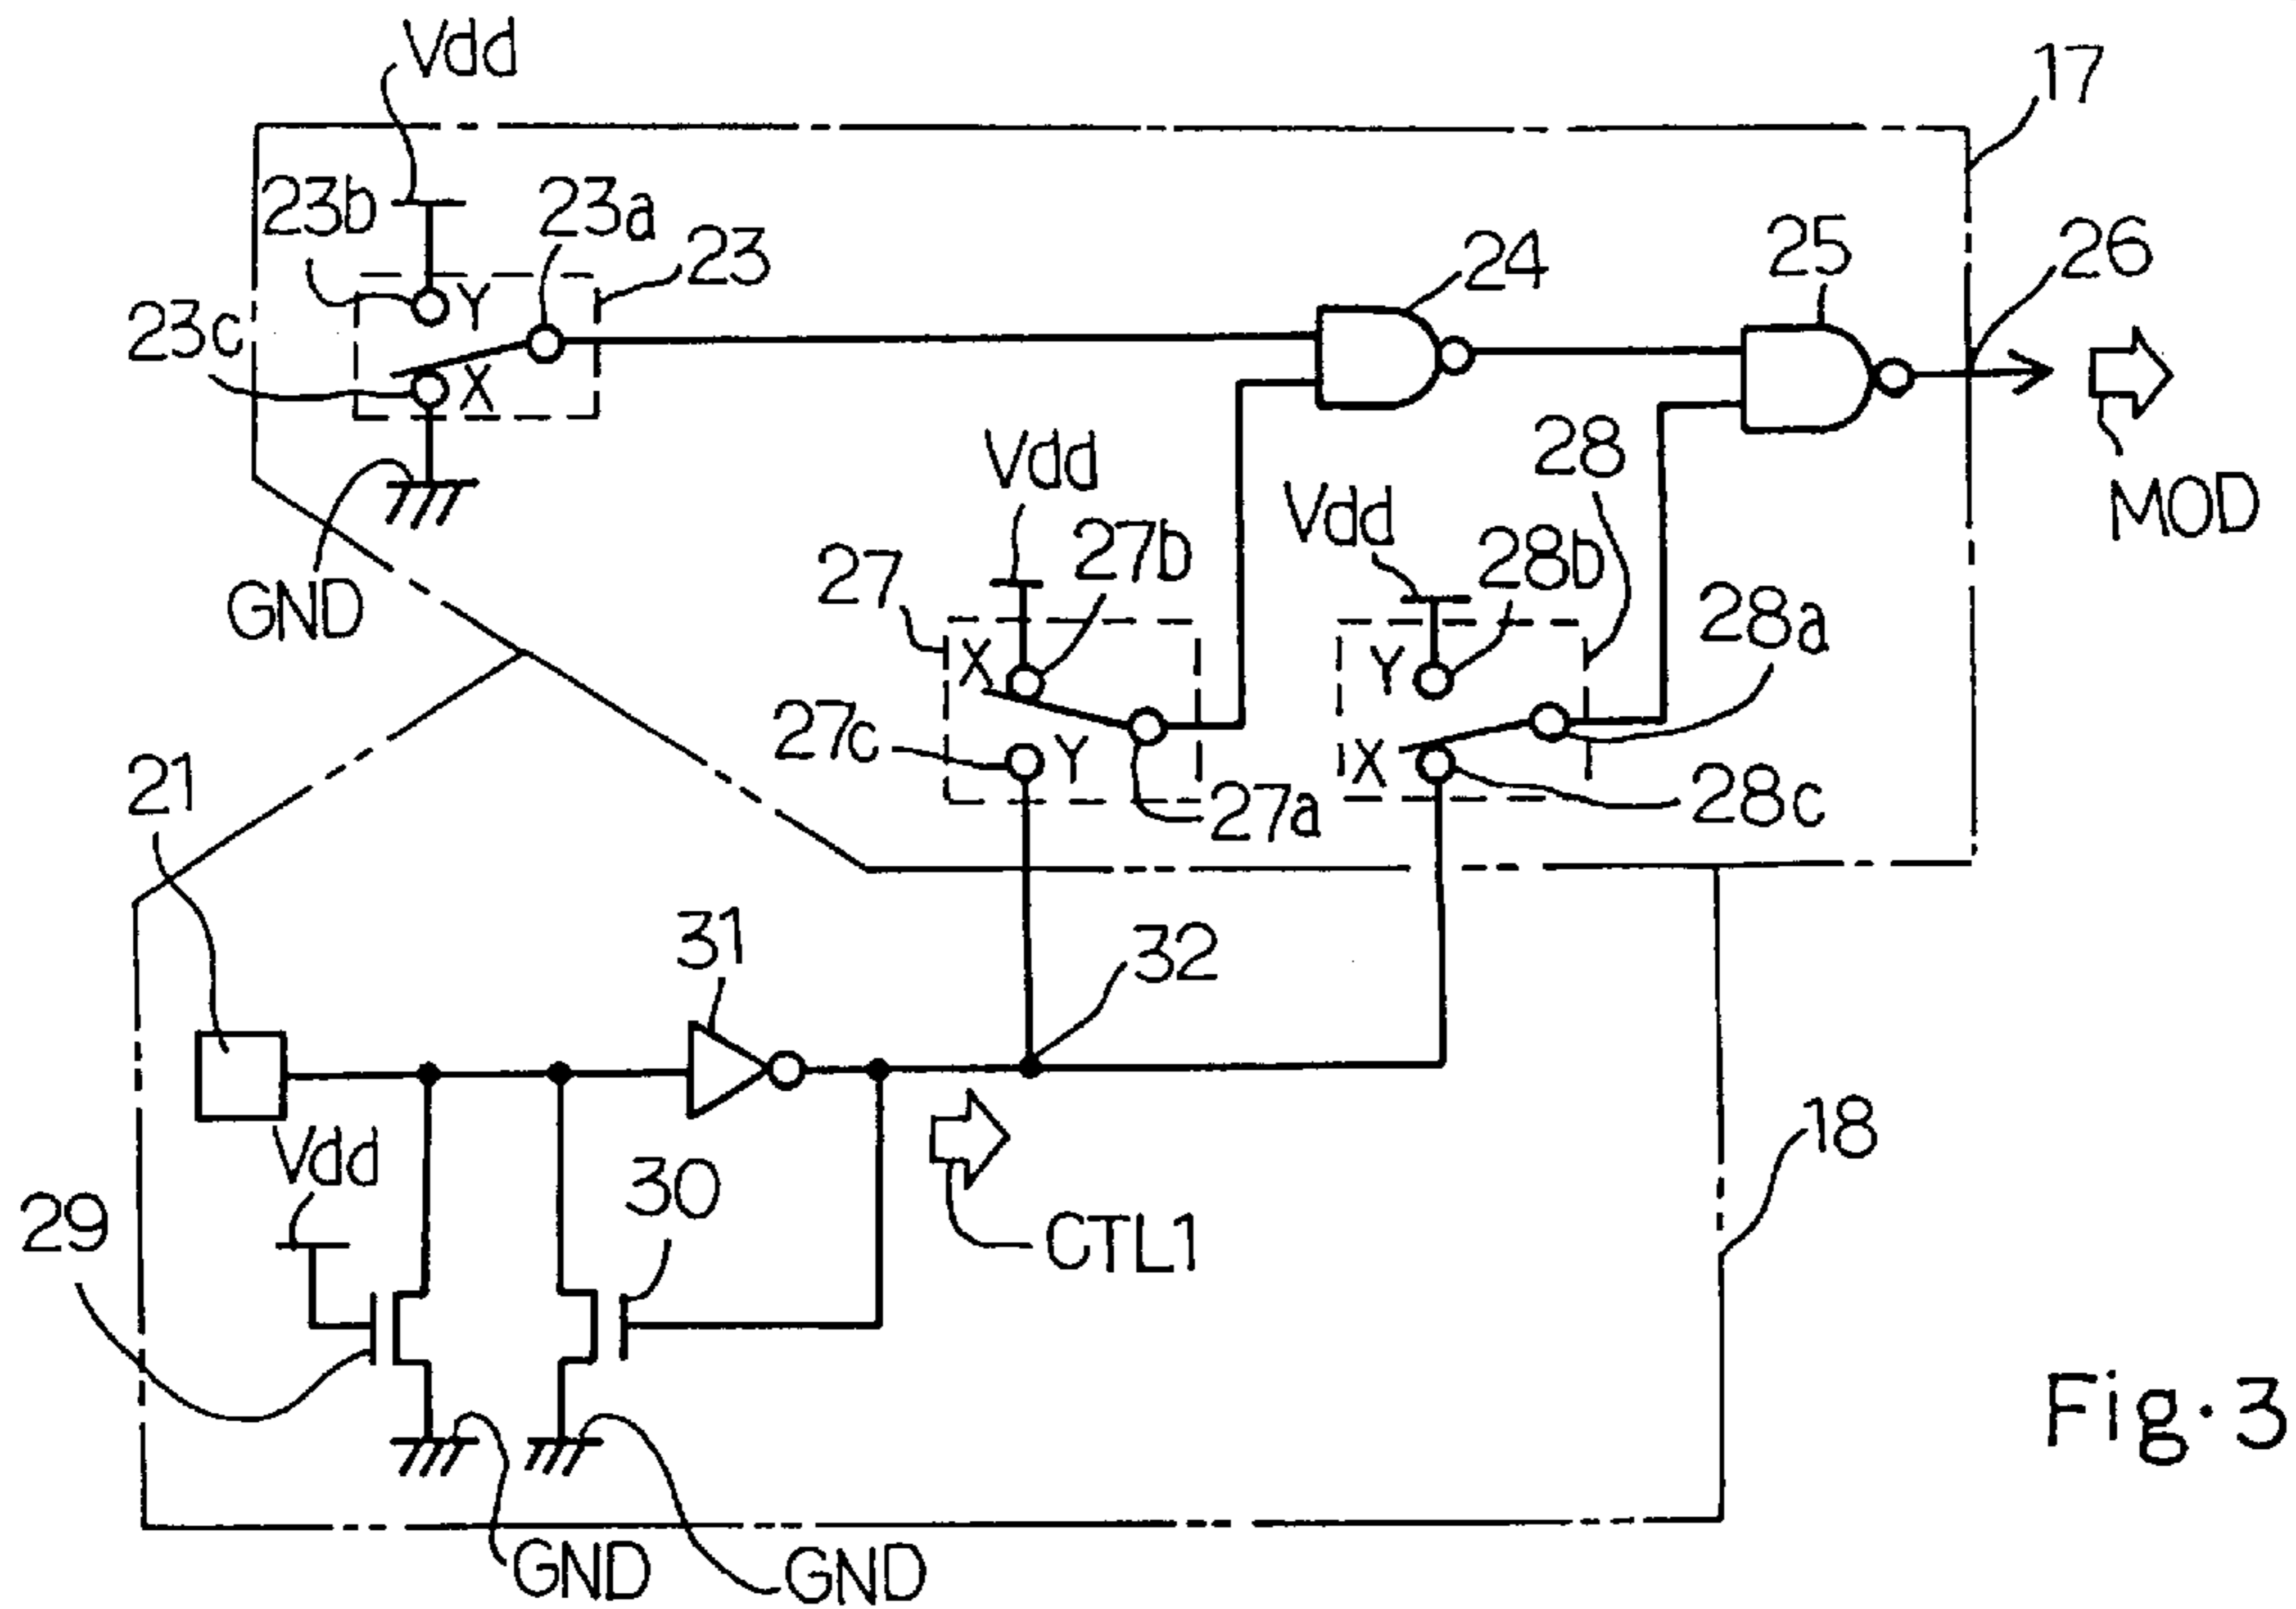 Vdd
17
23b
23a
23
24
25
26
Y
23c
X
28
Vdd
MOD
Vdd
27b
28b
27
GND
28a
X
Y
27c
Y
X
21
27a
28c
31
32
18
Vdd
30
29
CTL1
Fig.3
GND
GND